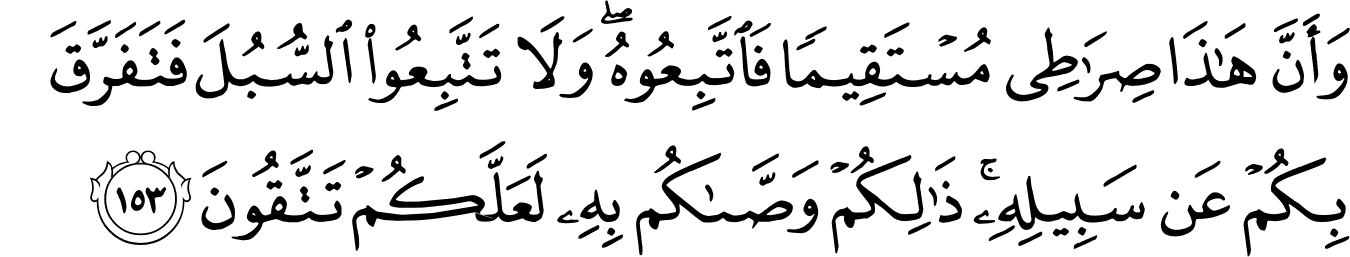 وَأَنَّ هَـٰذَا صِرَٰطِى مُسْتَقِيمًا فَٱتَّبِعُوهُ ۖ وَلَا تَتَّبِعُوا۟ ٱلسُّبُلَ فَتَفَرَّقَ
بِكُمْ عَن سَبِيلِهِۦ ۚ ذَٰلِكُمْ وَصَّىٰكُم بِهِۦ لَعَلَّكُمْ تَتَّقُونَ ١٥٣